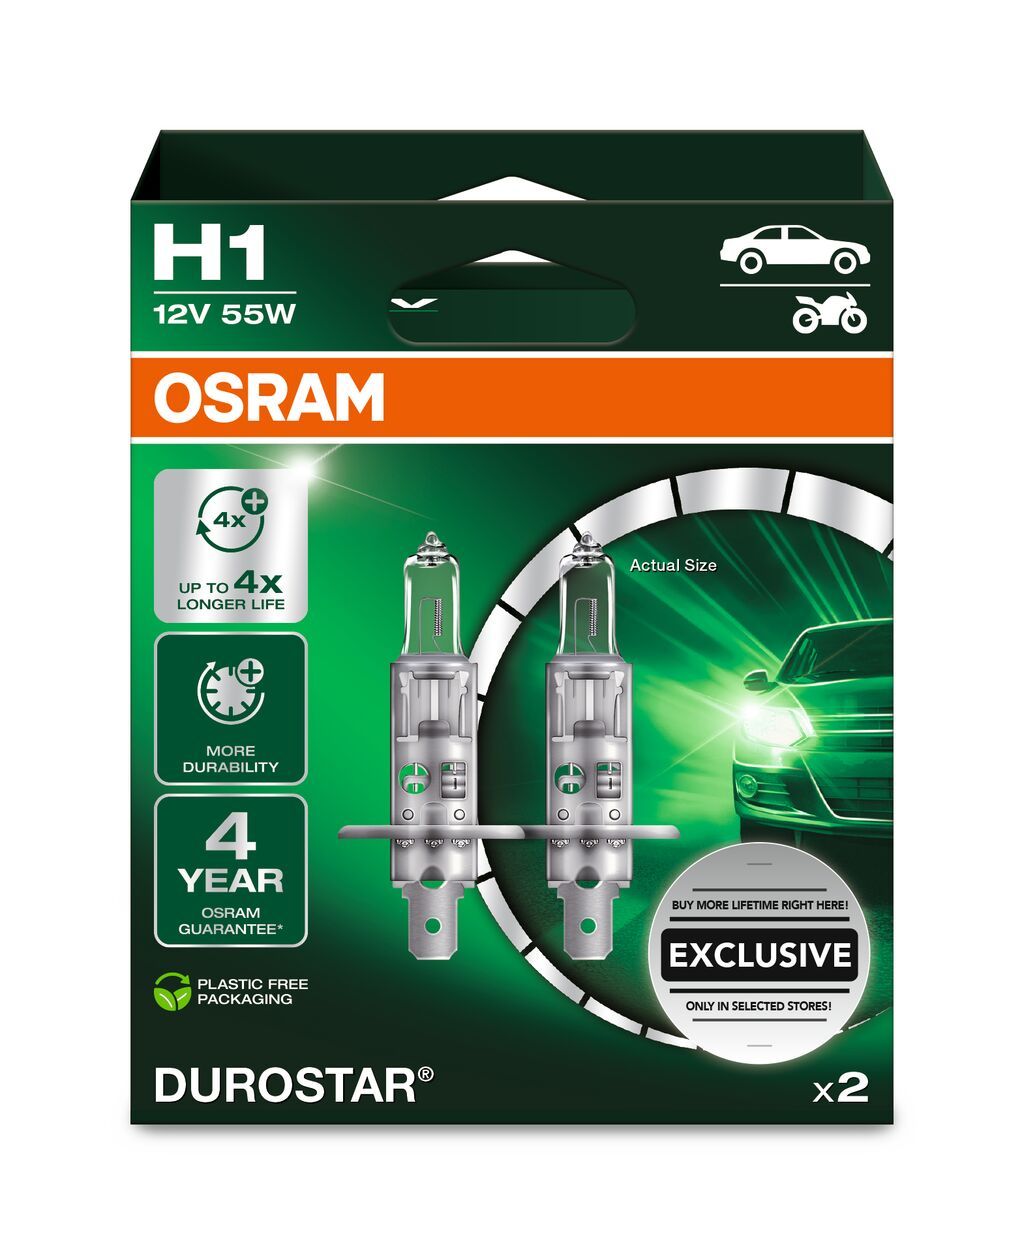 H1
12V 55W
OSRAM
4x
UP TO 4x
LONGER LIFE
Actual Size
MORE
DURABILITY
4
YEAR
OSRAM
GUARANTEE*
BUY MORE LIFETIME RIGHT HERE!
EXCLUSIVE
ONLY IN SELECTED STORES!
PLASTIC FREE
PACKAGING
DUROSTAR®
x2